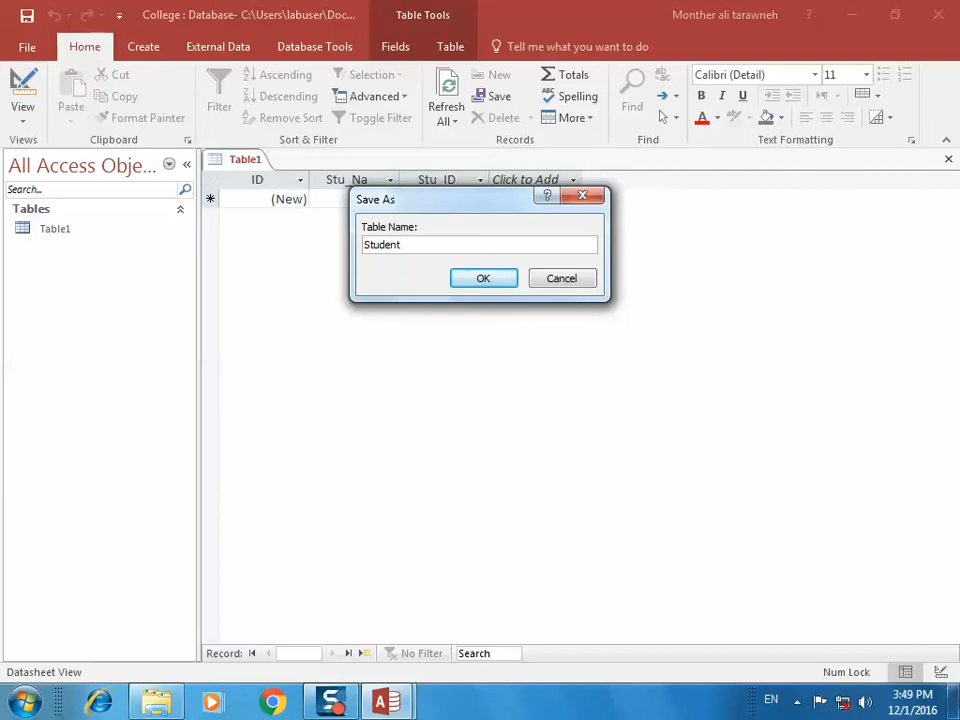 College : Database- C:\Users\labuser\Doc...
Table Tools
Monther ali tarawneh
?
File
Home
Create
External Data
Database Tools
Fields
Table
Tell me what you want to do
View
Views
Paste
Cut
Copy
Format Painter
Clipboard
Filter
Ascending
Descending
Remove Sort
Selection
Advanced
Toggle Filter
Sort & Filter
Refresh
All
New
Save
Delete
Totals
Spelling
More
Records
Find
Find
Calibri (Detail)
11
B I U
A
Text Formatting
All Access Obje...
Search...
Tables
Table1
Table1
ID
Stu_Na
Stu_ID
Click to Add
(New)
Save As
?
Table Name:
Student
OK
Cancel
Record:
No Filter
Search
Datasheet View
Num Lock
EN
3:49 PM
12/1/2016